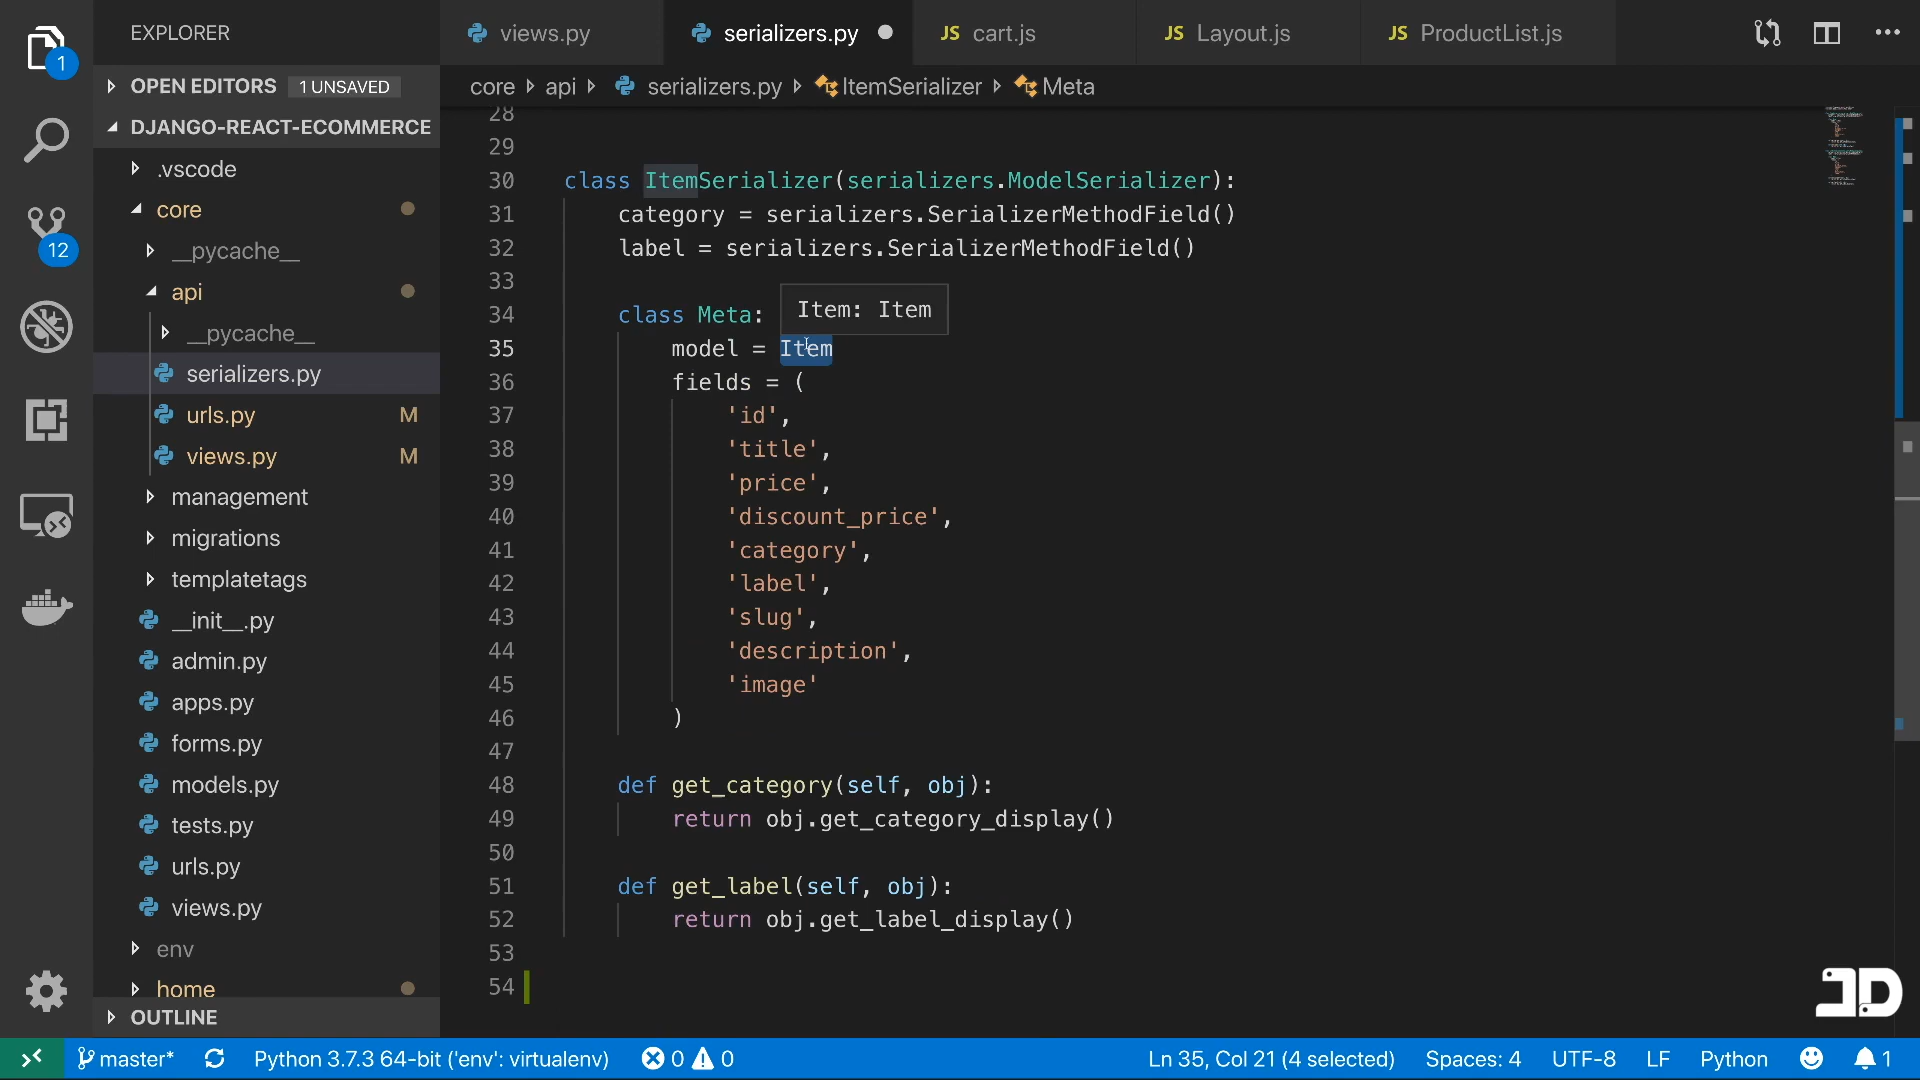 EXPLORER
views.py
serializers.py
JS cart.js
JS Layout.js
JS ProductList.js
1
OPEN EDITORS 1 UNSAVED
core api serializers.py ItemSerializer Meta
DJANGO-REACT-ECOMMERCE
.vscode
core
__pycache__
12
api
__pycache__
serializers.py
urls.py M
views.py M
management
migrations
templatetags
__init__.py
admin.py
apps.py
forms.py
models.py
tests.py
urls.py
views.py
env
home
OUTLINE
28
29
30 class ItemSerializer(serializers.ModelSerializer):
31 category = serializers.SerializerMethodField()
32 label = serializers.SerializerMethodField()
33
Item: Item
34 class Meta:
35 model = Item
36 fields = (
37 'id',
38 'title',
39 'price',
40 'discount_price',
41 'category',
42 'label',
43 'slug',
44 'description',
45 'image'
46 )
47
48 def get_category(self, obj):
49 return obj.get_category_display()
50
51 def get_label(self, obj):
52 return obj.get_label_display()
53
54
JD
master* Python 3.7.3 64-bit ('env': virtualenv) 0 0 Ln 35, Col 21 (4 selected) Spaces: 4 UTF-8 LF Python 1